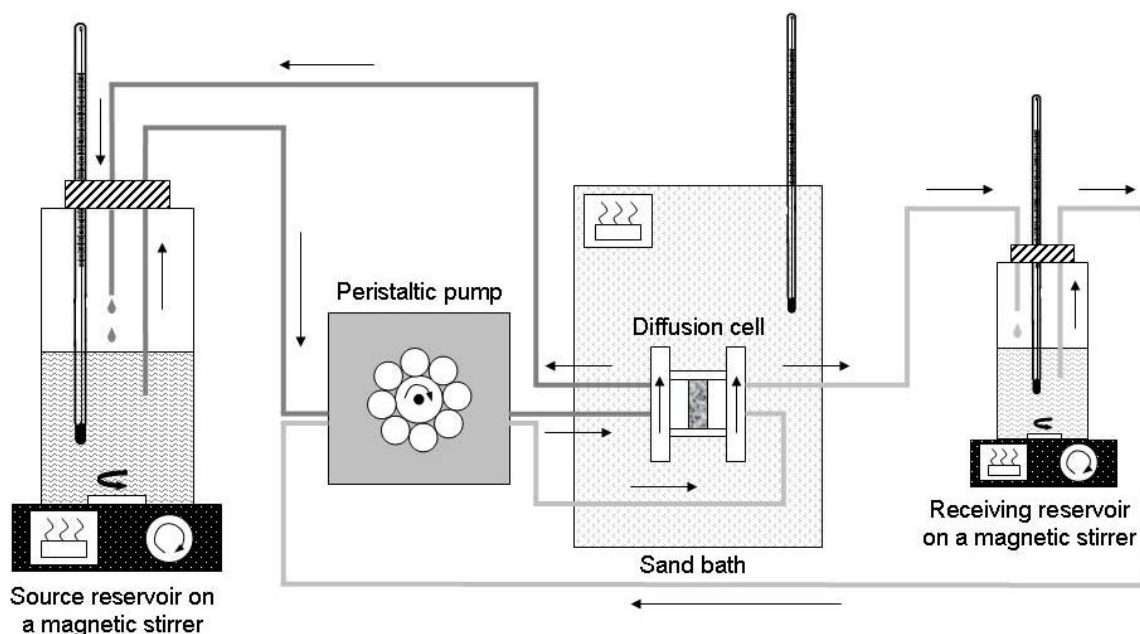 Peristaltic pump
Diffusion cell
Sand bath
Source reservoir on
a magnetic stirrer
Receiving reservoir
on a magnetic stirrer